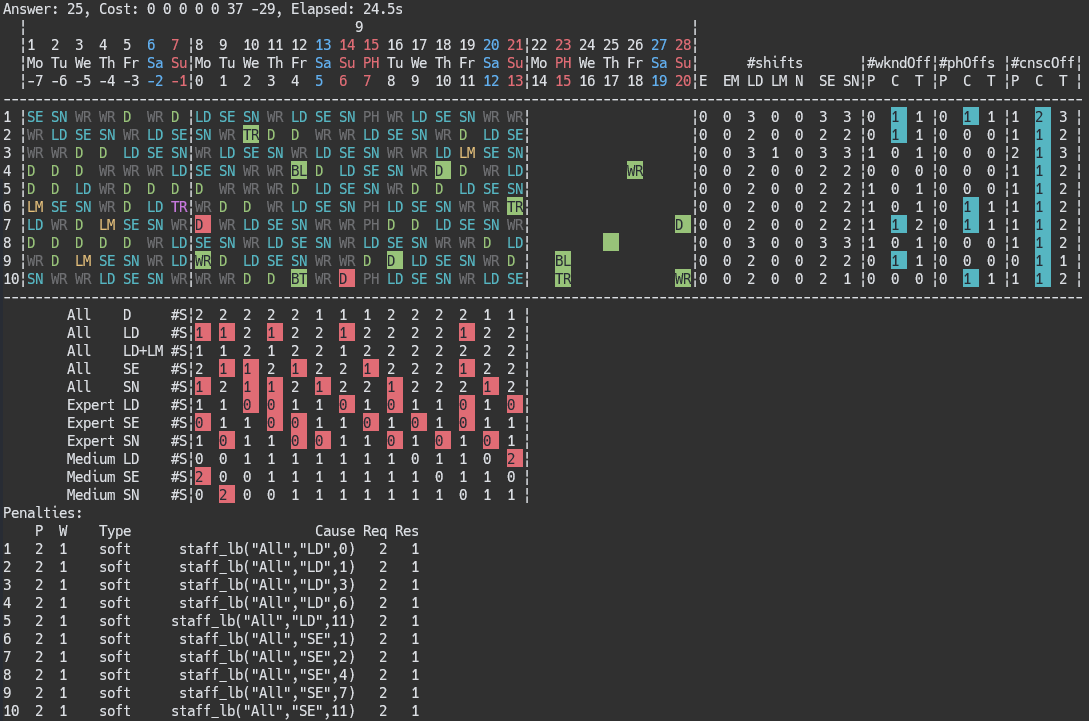 Answer: 25, Cost: 0 0 0 0 0 37 -29, Elapsed: 24.5s
¦ 9 ¦
¦1 2 3 4 5 6 7 ¦8 9 10 11 12 13 14 15 16 17 18 19 20 21¦22 23 24 25 26 27 28¦
¦Mo Tu We Th Fr Sa Su¦Mo Tu We Th Fr Sa Su PH Tu We Th Fr Sa Su¦Mo PH We Th Fr Sa Su¦ #shifts ¦#wkndOff¦#phOffs ¦#cnscOff¦
¦-7 -6 -5 -4 -3 -2 -1¦0 1 2 3 4 5 6 7 8 9 10 11 12 13¦14 15 16 17 18 19 20¦E EM LD LM N SE SN¦P C T ¦P C T ¦P C T ¦
1 ¦SE SN WR WR D WR D ¦LD SE SN WR LD SE SN PH WR LD SE SN WR WR ¦0 0 3 0 0 3 3 ¦0 1 1 ¦0 1 1 ¦1 2 3 ¦
2 ¦WR LD SE SN WR LD SE¦SN WR TR D D WR WR LD SE SN WR D LD SE ¦0 0 2 0 0 2 2 ¦0 1 1 ¦0 0 0 ¦1 1 2 ¦
3 ¦WR WR D D LD SE SN¦WR LD SE SN WR LD SE SN WR WR LD LM SE SN ¦0 0 3 1 0 3 3 ¦1 0 1 ¦0 0 0 ¦2 1 3 ¦
4 ¦D D D WR WR WR LD¦SE SN WR WR BL D LD SE SN WR D D WR LD WR ¦0 0 2 0 0 2 2 ¦0 0 0 ¦0 0 0 ¦1 1 2 ¦
5 ¦D D LD WR D D D ¦D WR WR WR D LD SE SN WR WR D LD SE SN ¦0 0 2 0 0 2 2 ¦0 0 0 ¦0 0 0 ¦1 1 2 ¦
6 ¦LM SE SN WR D LD TR¦WR D D WR LD SE SN PH LD SE SN WR WR TR ¦0 0 2 0 0 2 2 ¦0 0 0 ¦0 1 1 ¦1 1 2 ¦
7 ¦LD WR D LM SE SN WR¦D WR LD SE SN WR WR PH D D LD SE SN WR D ¦0 0 2 0 0 2 2 ¦1 1 2 ¦0 1 1 ¦1 1 2 ¦
8 ¦D D D D D WR LD¦SE SN WR LD SE SN WR LD SE SN WR WR D LD ¦0 0 3 0 0 3 3 ¦0 0 1 ¦0 0 0 ¦1 1 2 ¦
9 ¦WR D LM SE SN WR WR¦WR D LD SE SN WR WR D D LD SE SN WR WR BL ¦0 0 2 0 0 2 2 ¦0 1 1 ¦0 0 0 ¦1 1 2 ¦
10¦SN WR WR LD SE SN WR¦WR WR D D BT WR D PH LD SE SN WR LD SE TR WR ¦0 0 2 0 0 2 1 ¦0 0 0 ¦0 1 1 ¦1 1 2 ¦
All D #S¦2 2 2 2 2 1 1 1 2 2 2 2 1 1 ¦
All LD #S¦1 1 2 1 2 2 1 2 2 2 2 1 2 2 ¦
All LD+LM #S¦1 1 2 1 2 2 1 2 2 2 2 2 2 2 ¦
All SE #S¦2 1 1 2 1 2 2 1 2 2 2 1 2 2 ¦
All SN #S¦1 2 1 1 2 1 2 2 1 2 2 2 1 2 ¦
Expert LD #S¦1 1 0 0 1 1 0 1 0 1 1 0 1 0 ¦
Expert SE #S¦0 1 1 0 0 1 1 0 1 0 1 0 1 1 ¦
Expert SN #S¦1 0 1 1 0 0 1 1 0 1 0 1 0 1 ¦
Medium LD #S¦0 0 1 1 1 1 1 1 1 0 1 1 0 2 ¦
Medium SE #S¦2 0 0 1 1 1 1 1 1 1 0 1 1 0 ¦
Medium SN #S¦0 2 0 0 1 1 1 1 1 1 1 0 1 1 ¦
Penalties:
P W Type Cause Req Res
1 2 1 soft staff_lb("All","LD",0) 2 1
2 2 1 soft staff_lb("All","LD",1) 2 1
3 2 1 soft staff_lb("All","LD",3) 2 1
4 2 1 soft staff_lb("All","LD",6) 2 1
5 2 1 soft staff_lb("All","LD",11) 2 1
6 2 1 soft staff_lb("All","SE",1) 2 1
7 2 1 soft staff_lb("All","SE",2) 2 1
8 2 1 soft staff_lb("All","SE",4) 2 1
9 2 1 soft staff_lb("All","SE",7) 2 1
10 2 1 soft staff_lb("All","SE",11) 2 1